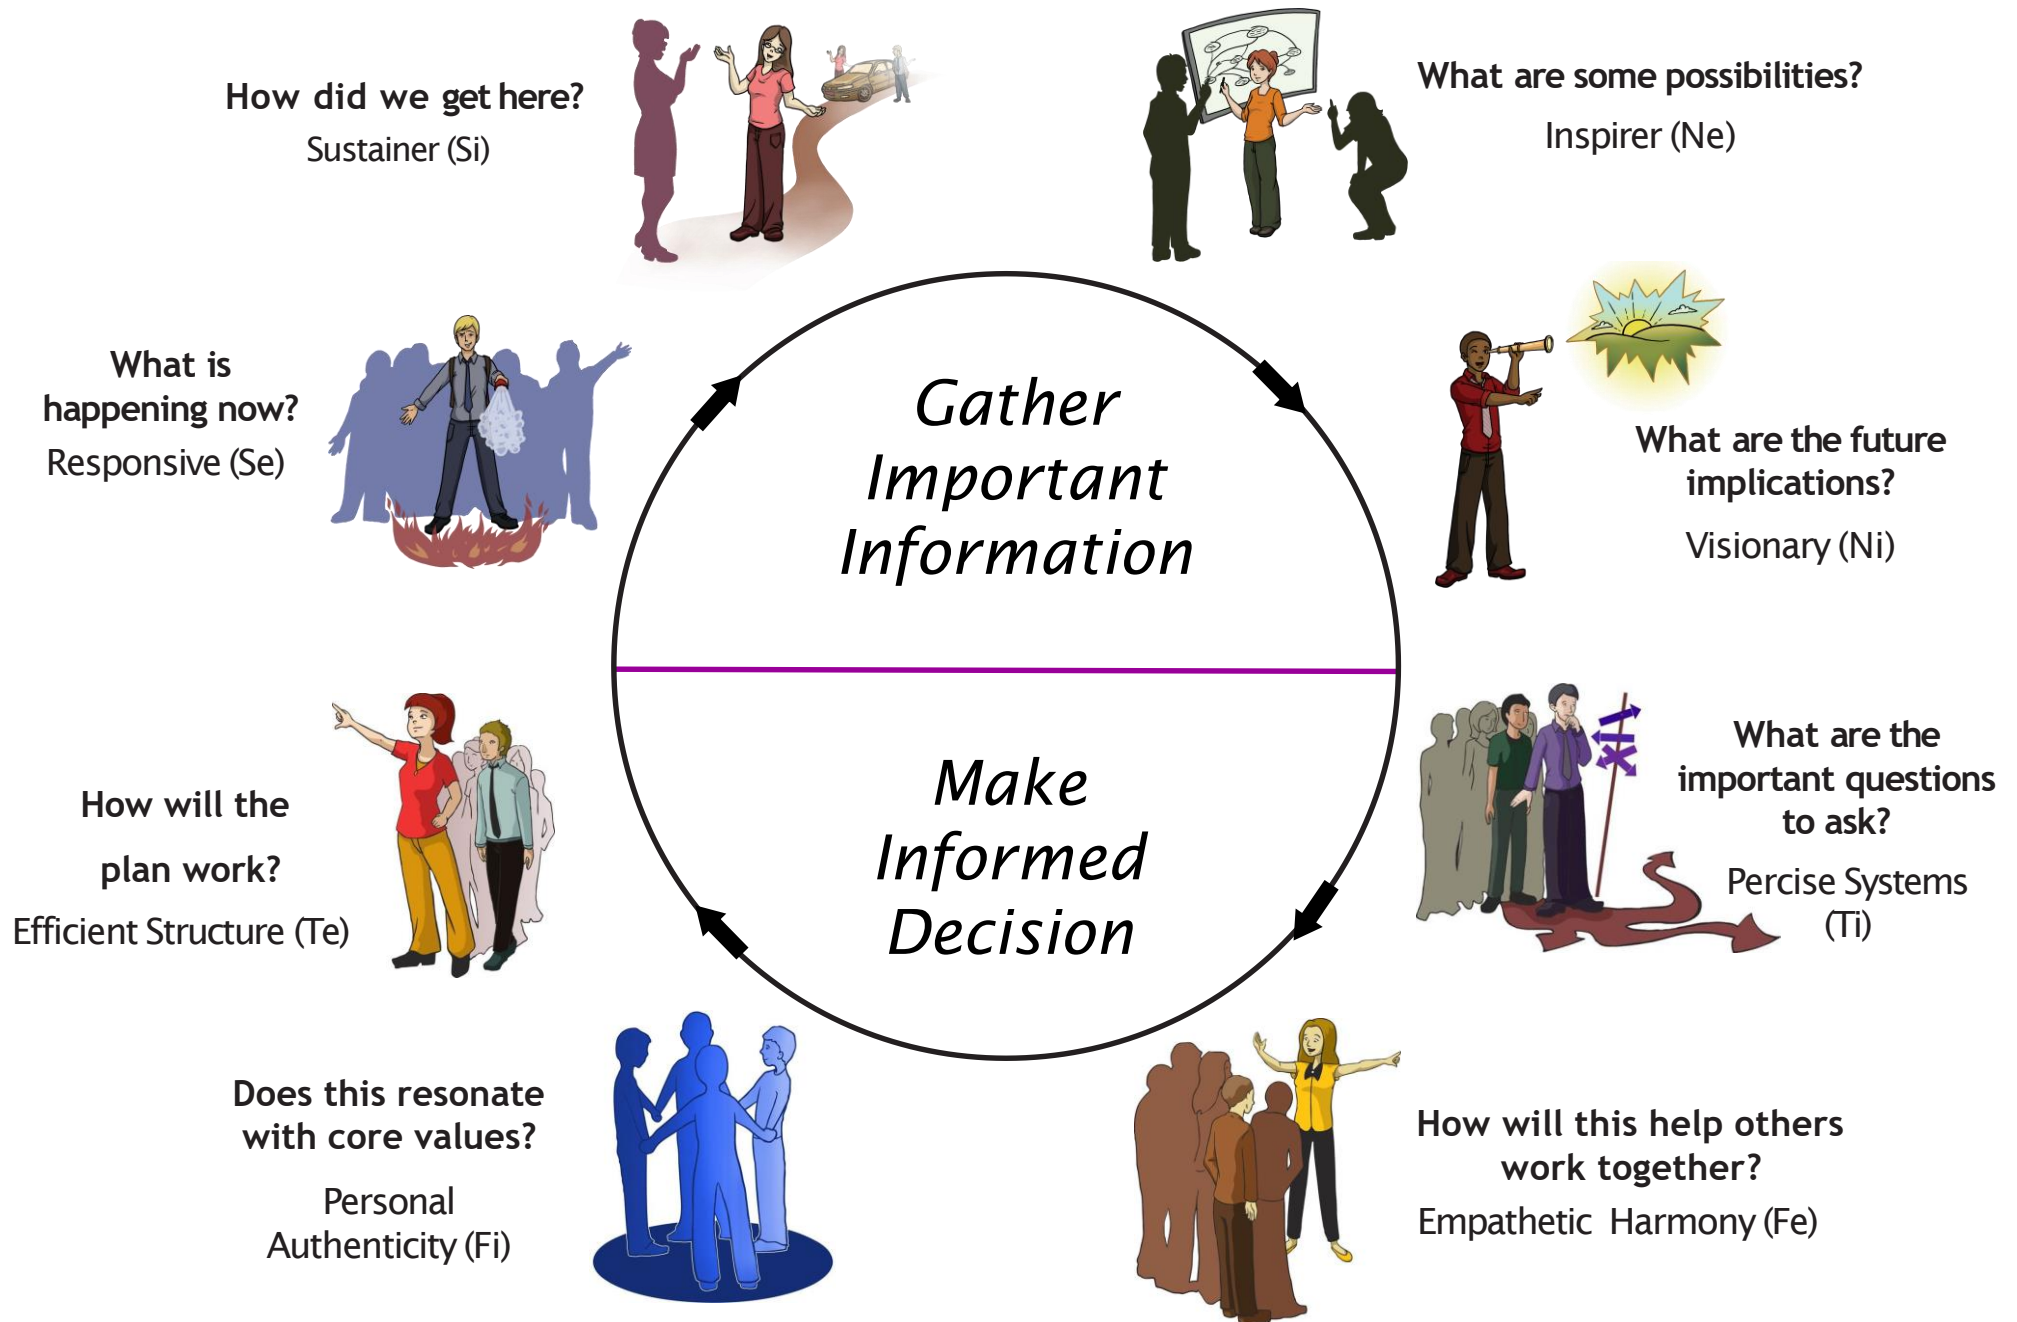 How did we get here?
Sustainer (Si)
What are some possibilities?
Inspirer (Ne)
What is
happening now?
Responsive (Se)
Gather
Important
Information
What are the future
implications?
Visionary (Ni)
How will the
plan work?
Efficient Structure (Te)
Make
Informed
Decision
What are the
important questions
to ask?
Percise Systems
(Ti)
Does this resonate
with core values?
Personal
Authenticity (Fi)
How will this help others
work together?
Empathetic Harmony (Fe)